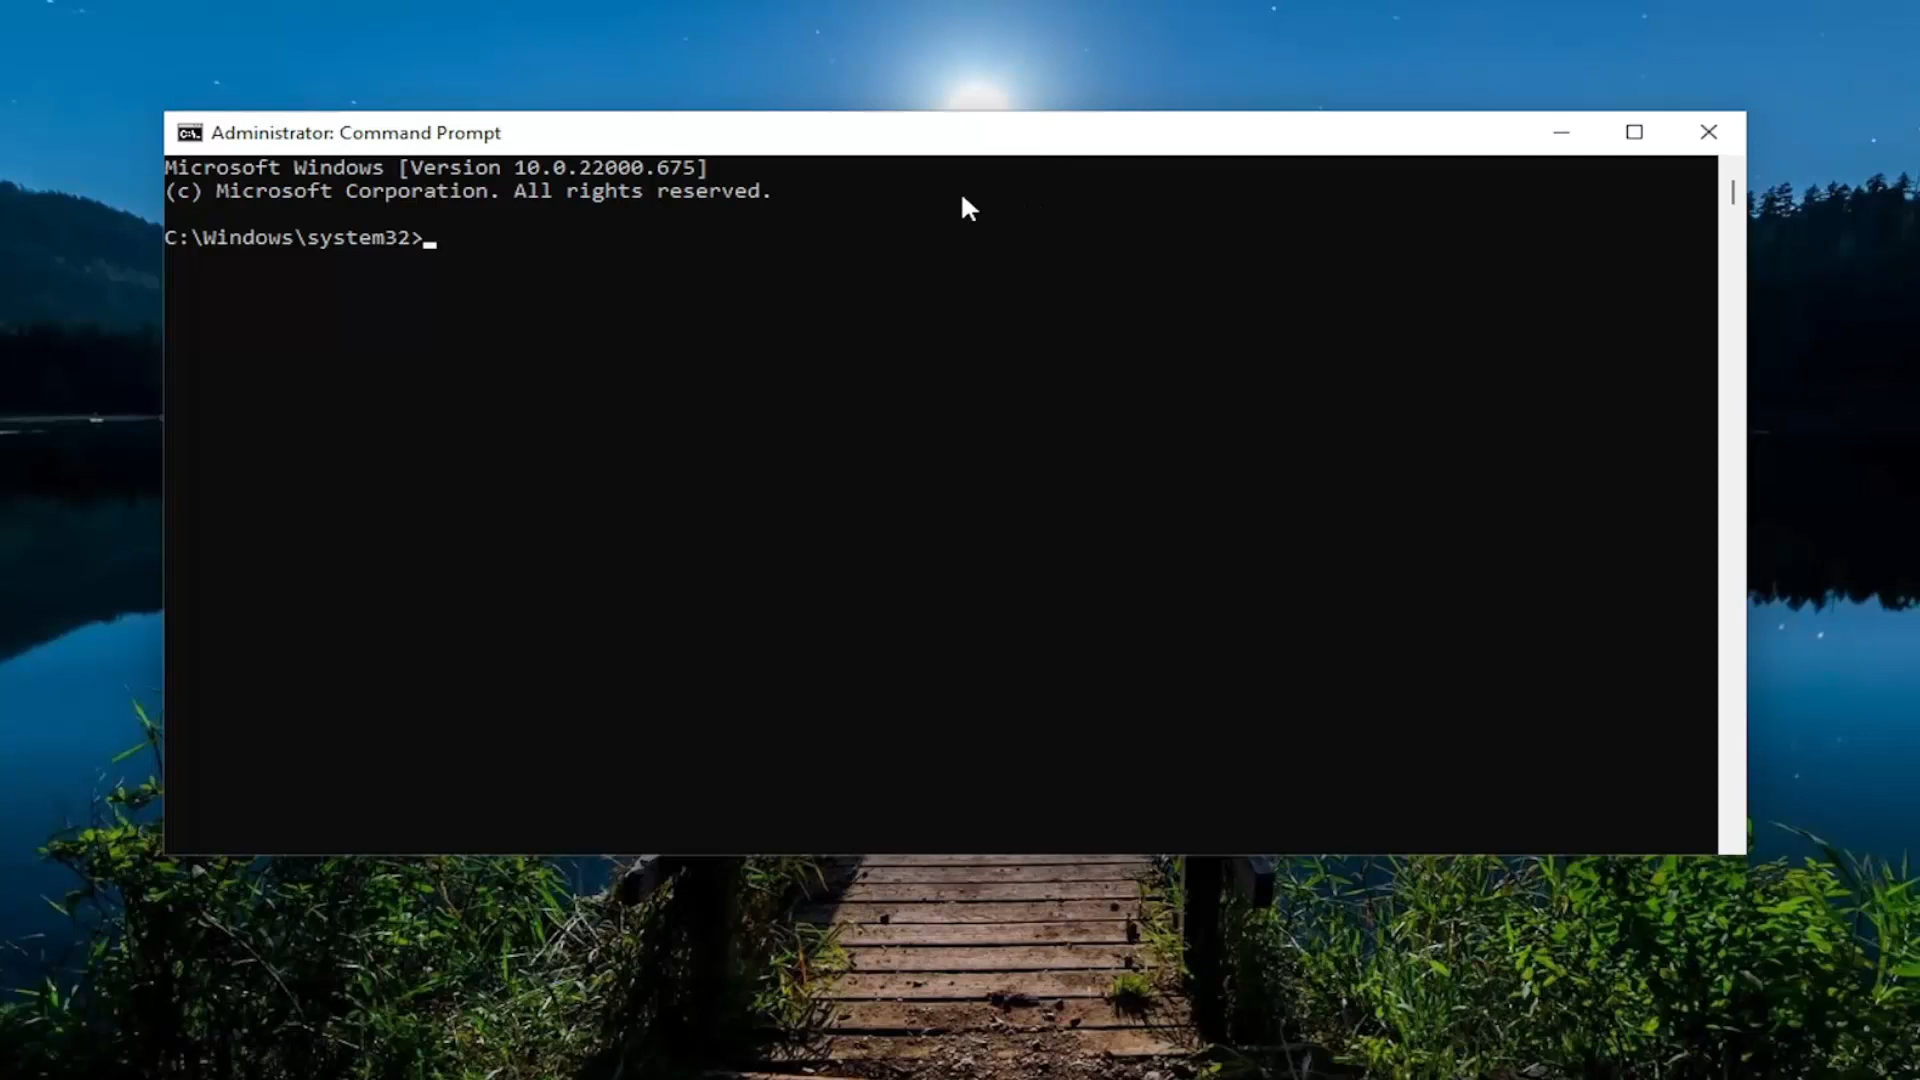 Administrator: Command Prompt
Microsoft Windows [Version 10.0.22000.675]
(c) Microsoft Corporation. All rights reserved.
C:\Windows\system32>